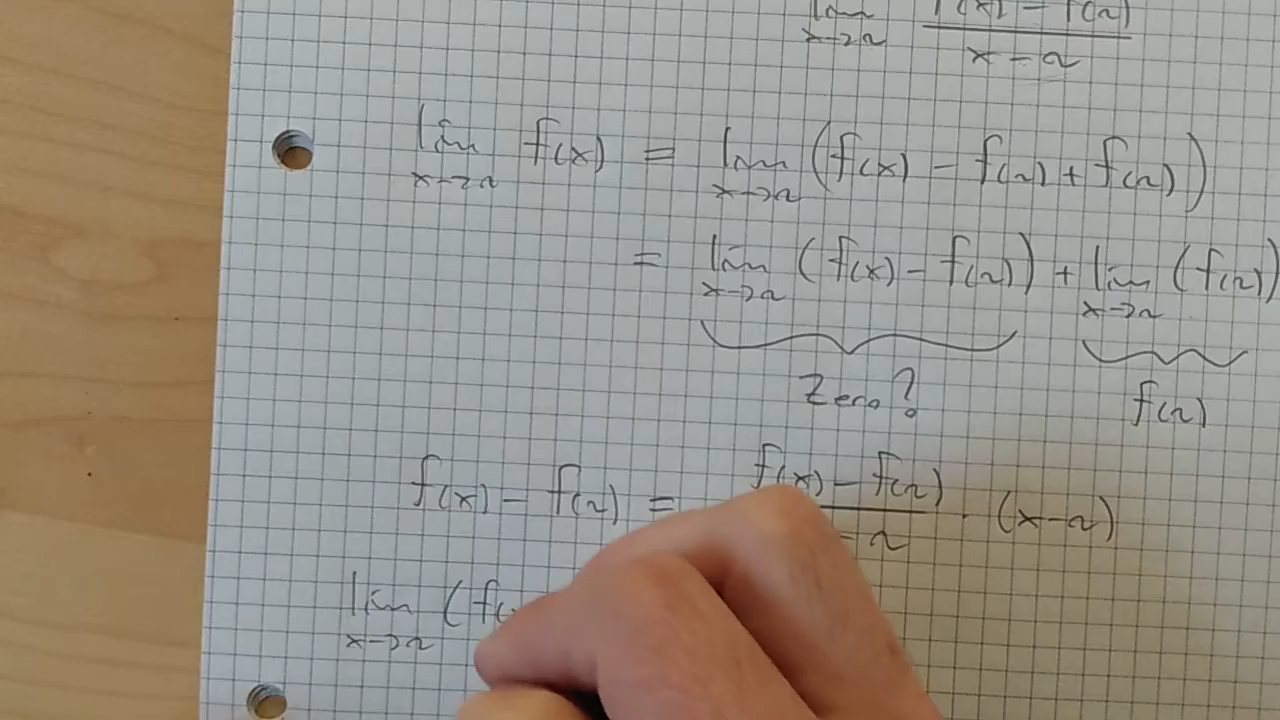 lim x→a (f(x) - f(a))/(x - a)
lim x→a f(x) = lim x→a (f(x) - f(a) + f(a))
= lim x→a (f(x) - f(a)) + lim x→a (f(a))
Zero? f(a)
f(x) - f(a) = (f(x) - f(a))/( - a) · (x-a)
lim x→a (f(